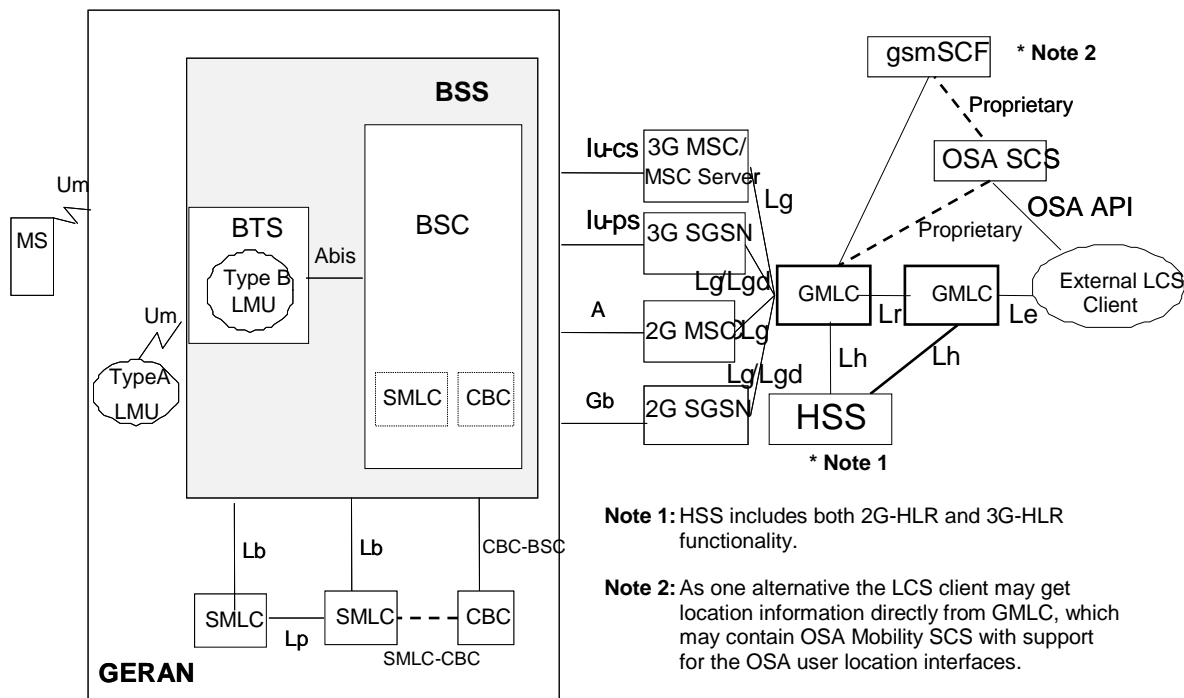 gsmSCF
* Note 2
BSS
Proprietary
Iu-cs
3G MSC/
MSC Server
OSA SCS
Um
Lg
OSA API
MS
BTS
BSC
Iu-ps
3G SGSN
Proprietary
Abis
Type B
LMU
Lg/Lgd
GMLC
GMLC
External LCS
Client
Um
A
2G MSC
Lg
Lr
Le
Lg/Lgd
Lh
Lh
TypeA
LMU
SMLC
CBC
Gb
2G SGSN
HSS
* Note 1
Note 1: HSS includes both 2G-HLR and 3G-HLR
functionality.
Lb
Lb
CBC-BSC
Note 2: As one alternative the LCS client may get
location information directly from GMLC, which
may contain OSA Mobility SCS with support
for the OSA user location interfaces.
SMLC
SMLC
CBC
Lp
SMLC-CBC
GERAN